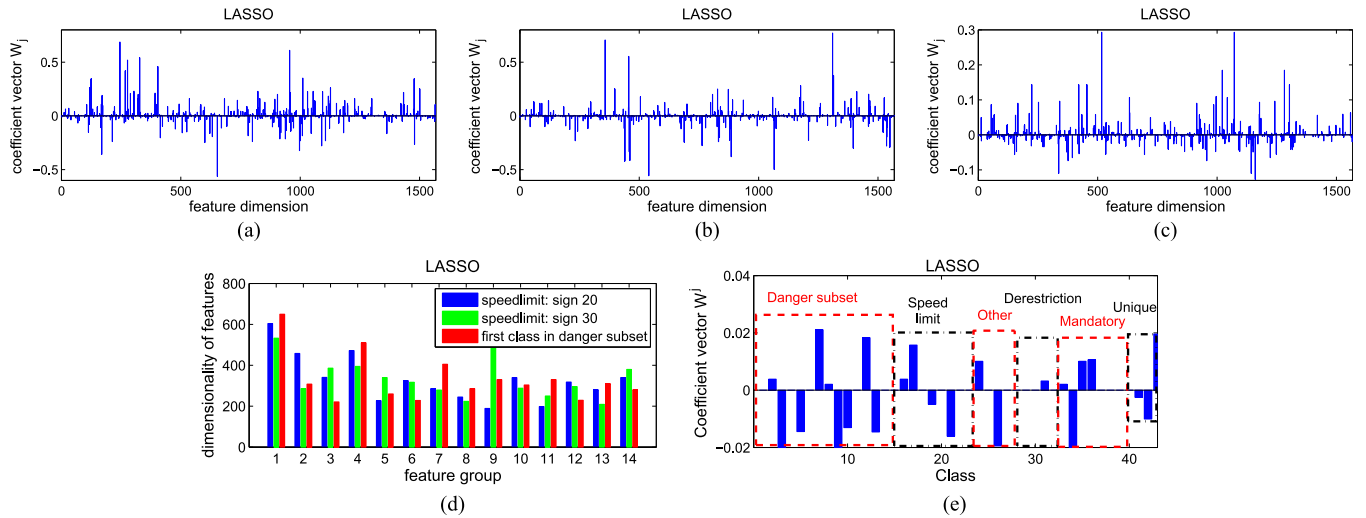 LASSO
coefficient vector W_j
0.5
0
−0.5
0
500
1000
1500
feature dimension
(a)
LASSO
coefficient vector W_j
0.5
0
−0.5
0
500
1000
1500
feature dimension
(b)
LASSO
coefficient vector W_j
0.3
0.2
0.1
0
−0.1
0
500
1000
1500
feature dimension
(c)
LASSO
dimensionality of features
800
600
400
200
0
speedlimit: sign 20
speedlimit: sign 30
first class in danger subset
1 2 3 4 5 6 7 8 9 10 11 12 13 14
feature group
(d)
LASSO
Coefficient vector W^j
0.04
0.02
0
−0.02
Danger subset
Speed
limit
Other
Derestriction
Mandatory
Unique
10 20 30 40
Class
(e)